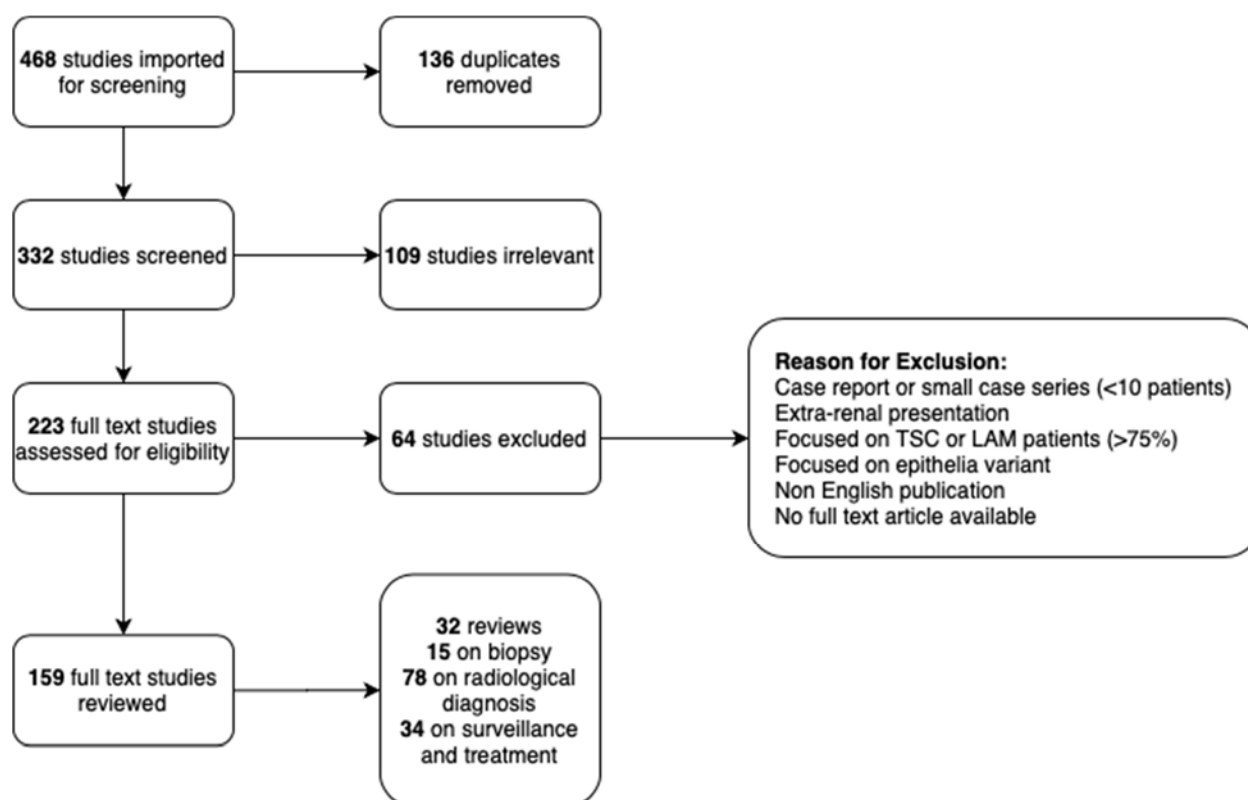 468 studies imported
for screening
136 duplicates
removed
332 studies screened
109 studies irrelevant
223 full text studies
assessed for eligibility
64 studies excluded
Reason for Exclusion:
Case report or small case series (<10 patients)
Extra-renal presentation
Focused on TSC or LAM patients (>75%)
Focused on epithelia variant
Non English publication
No full text article available
159 full text studies
reviewed
32 reviews
15 on biopsy
78 on radiological
diagnosis
34 on surveillance
and treatment